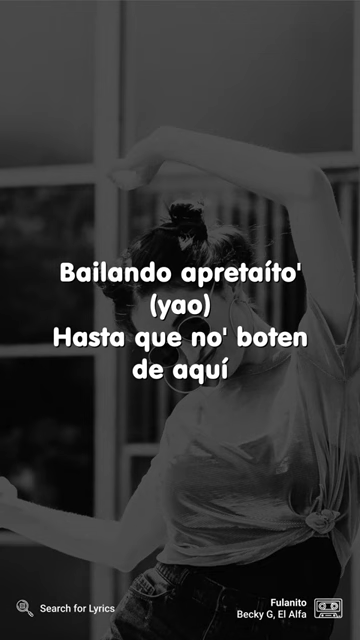 Bailando apretaíto'
(yao)
Hasta que no' boten
de aquí
Search for Lyrics
Fulanito
Becky G, El Alfa